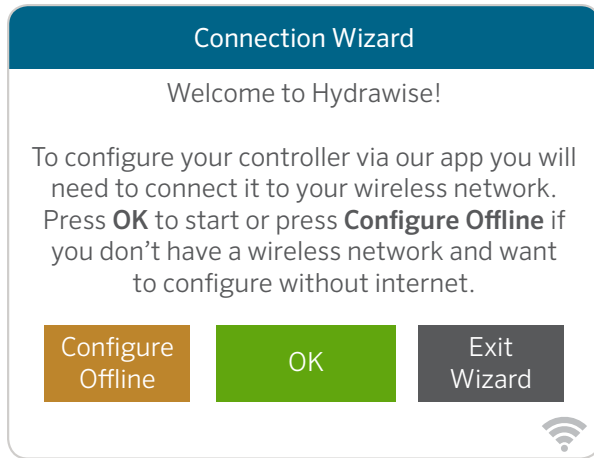 Connection Wizard
Welcome to Hydrawise!
To configure your controller via our app you will
need to connect it to your wireless network.
Press OK to start or press Configure Offline if
you don’t have a wireless network and want
to configure without internet.
Configure
Offline
OK
Exit
Wizard